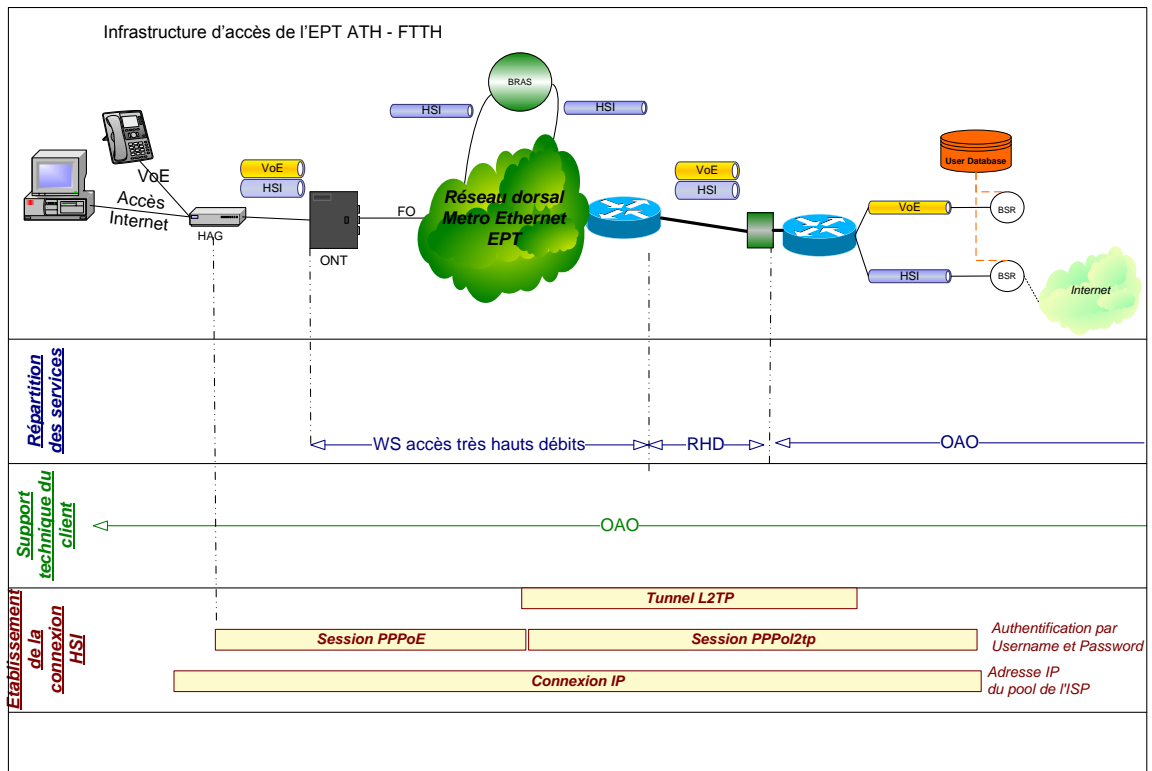 Infrastructure d'accès de l'EPT ATH - FTTH
BRAS
HSI
HSI
VoE
Accès
Internet
HAG
VoE
HSI
ONT
FO
Réseau dorsal
Metro Ethernet
EPT
VoE
HSI
User Database
VoE
BSR
HSI
BSR
Internet
Répartition
des services
WS accès très hauts débits
RHD
OAO
Support
technique du
client
OAO
Etablissement
de la
connexion
HSI
Tunnel L2TP
Session PPPoE
Session PPPol2tp
Authentification par
Username et Password
Connexion IP
Adresse IP
du pool de l'ISP